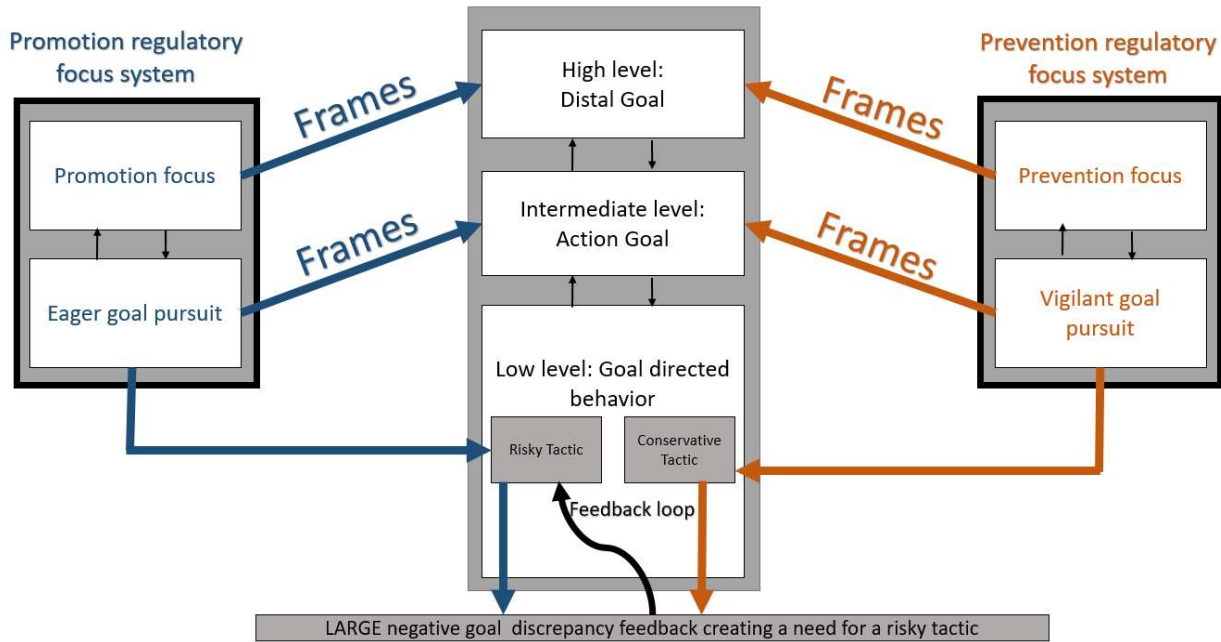 Promotion regulatory
focus system
Promotion focus
Eager goal pursuit
Frames
Frames
High level:
Distal Goal
Intermediate level:
Action Goal
Low level: Goal directed
behavior
Risky Tactic
Conservative
Tactic
Feedback loop
Frames
Frames
Prevention regulatory
focus system
Prevention focus
Vigilant goal
pursuit
LARGE negative goal discrepancy feedback creating a need for a risky tactic